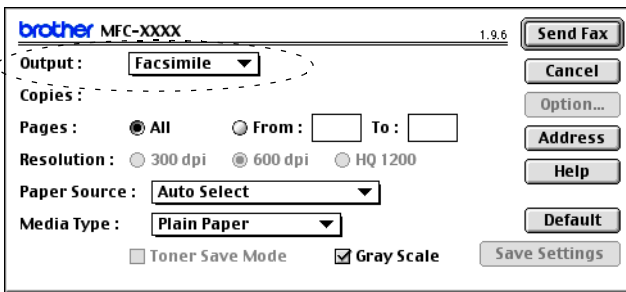 brother MFC-XXXX 1.9.6 Send Fax
Output : Facsimile Cancel
Copies : Option...
Pages : All From : To : Address
Resolution : 300 dpi 600 dpi HQ 1200 Help
Paper Source : Auto Select
Media Type : Plain Paper Default
Toner Save Mode Gray Scale Save Settings